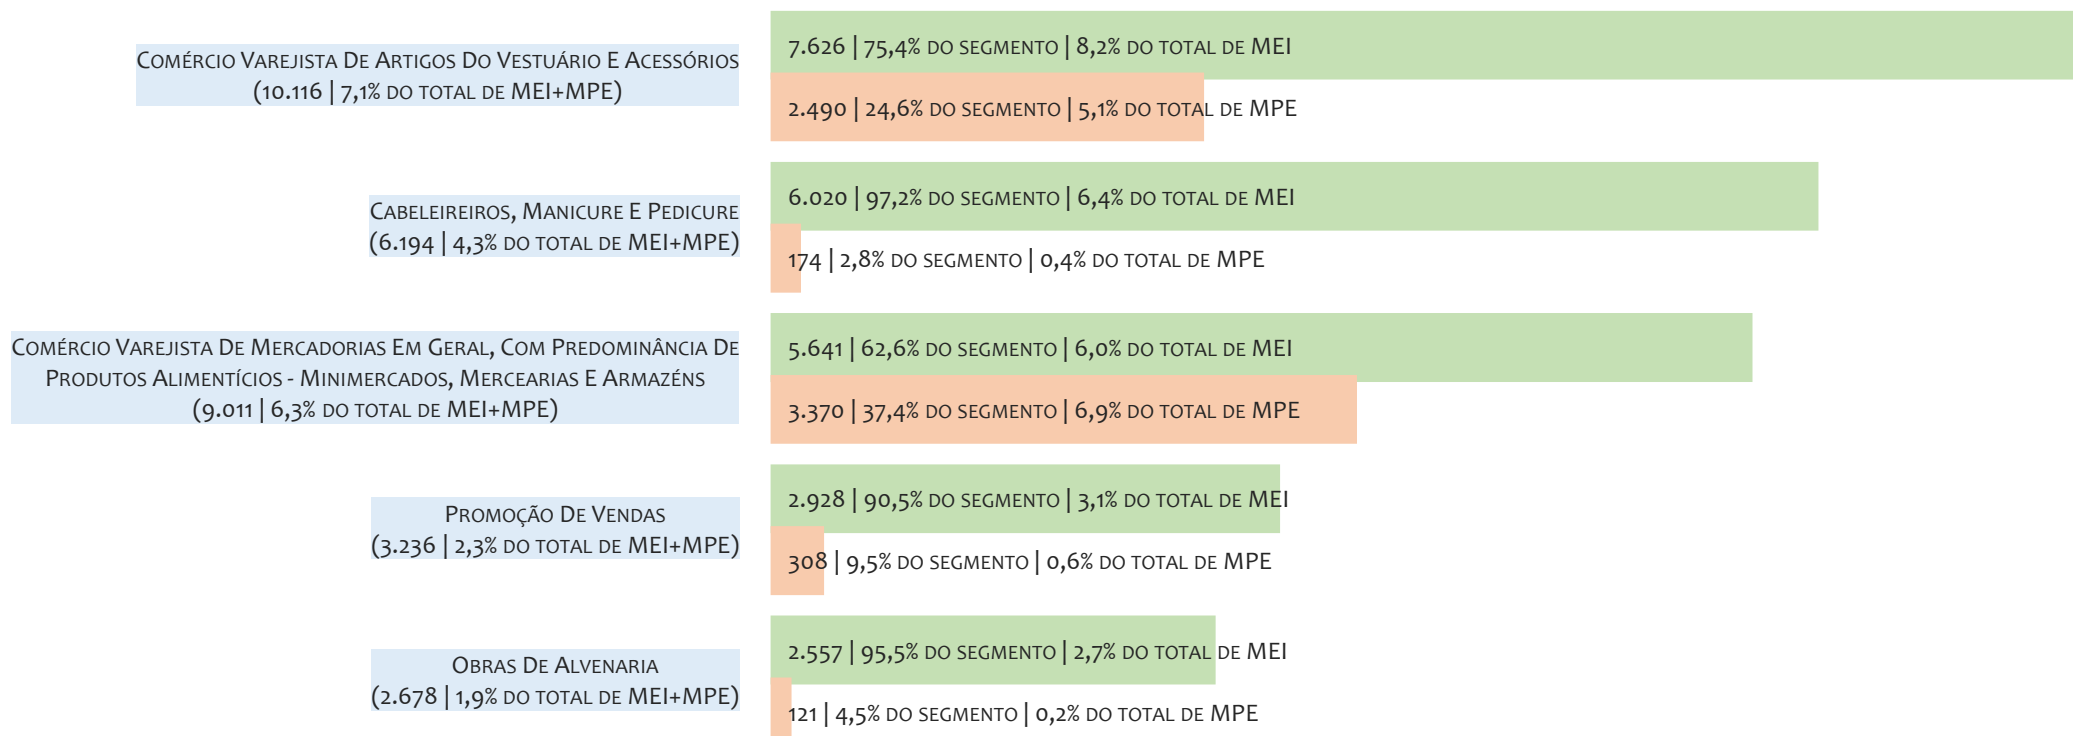 Comércio Varejista De Artigos Do Vestuário E Acessórios
(10.116 | 7,1% do total de MEI+MPE)
7.626 | 75,4% do segmento | 8,2% do total de MEI
2.490 | 24,6% do segmento | 5,1% do total de MPE
Cabeleireiros, Manicure E Pedicure
(6.194 | 4,3% do total de MEI+MPE)
6.020 | 97,2% do segmento | 6,4% do total de MEI
174 | 2,8% do segmento | 0,4% do total de MPE
Comércio Varejista De Mercadorias Em Geral, Com Predominância De
Produtos Alimentícios - Minimercados, Mercearias E Armazéns
(9.011 | 6,3% do total de MEI+MPE)
5.641 | 62,6% do segmento | 6,0% do total de MEI
3.370 | 37,4% do segmento | 6,9% do total de MPE
Promoção De Vendas
(3.236 | 2,3% do total de MEI+MPE)
2.928 | 90,5% do segmento | 3,1% do total de MEI
308 | 9,5% do segmento | 0,6% do total de MPE
Obras De Alvenaria
(2.678 | 1,9% do total de MEI+MPE)
2.557 | 95,5% do segmento | 2,7% do total de MEI
121 | 4,5% do segmento | 0,2% do total de MPE